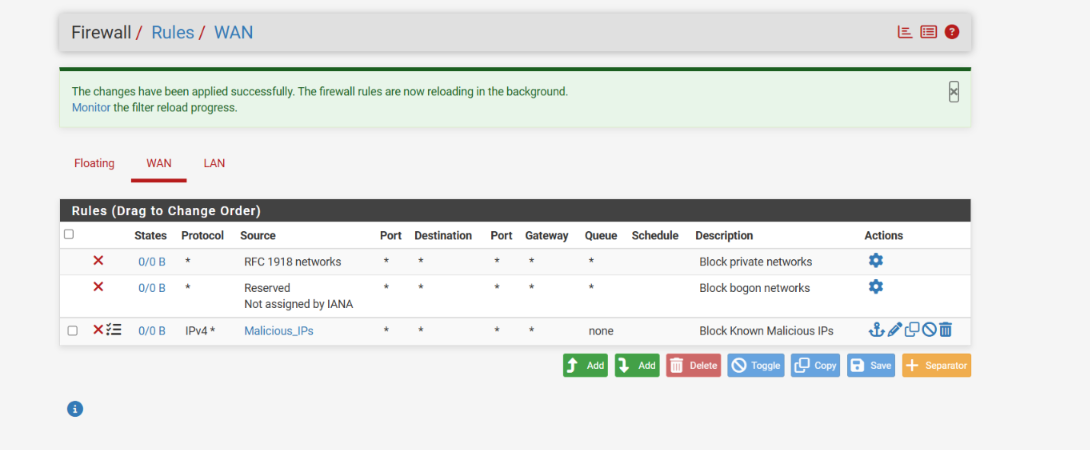 Firewall / Rules / WAN
The changes have been applied successfully. The firewall rules are now reloading in the background.
Monitor the filter reload progress.
Floating WAN LAN
Rules (Drag to Change Order)
States Protocol Source Port Destination Port Gateway Queue Schedule Description Actions
0/0 B * RFC 1918 networks * * * * * Block private networks
0/0 B * Reserved * * * * * Block bogon networks
Not assigned by IANA
0/0 B IPv4 * Malicious_IPs * * * * none Block Known Malicious IPs
Add Add Delete Toggle Copy Save Separator